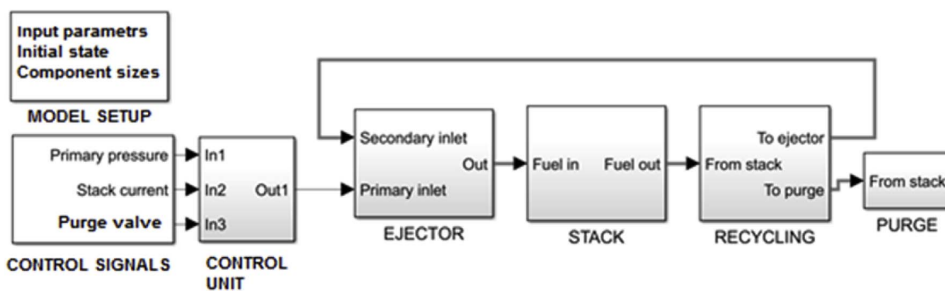 Input parametrs
Initial state
Component sizes
MODEL SETUP
Primary pressure
Stack current
Purge valve
CONTROL SIGNALS
In1
In2
In3
Out1
CONTROL
UNIT
Secondary inlet
Out
Primary inlet
EJECTOR
Fuel in
Fuel out
STACK
To ejector
From stack
To purge
RECYCLING
From stack
PURGE